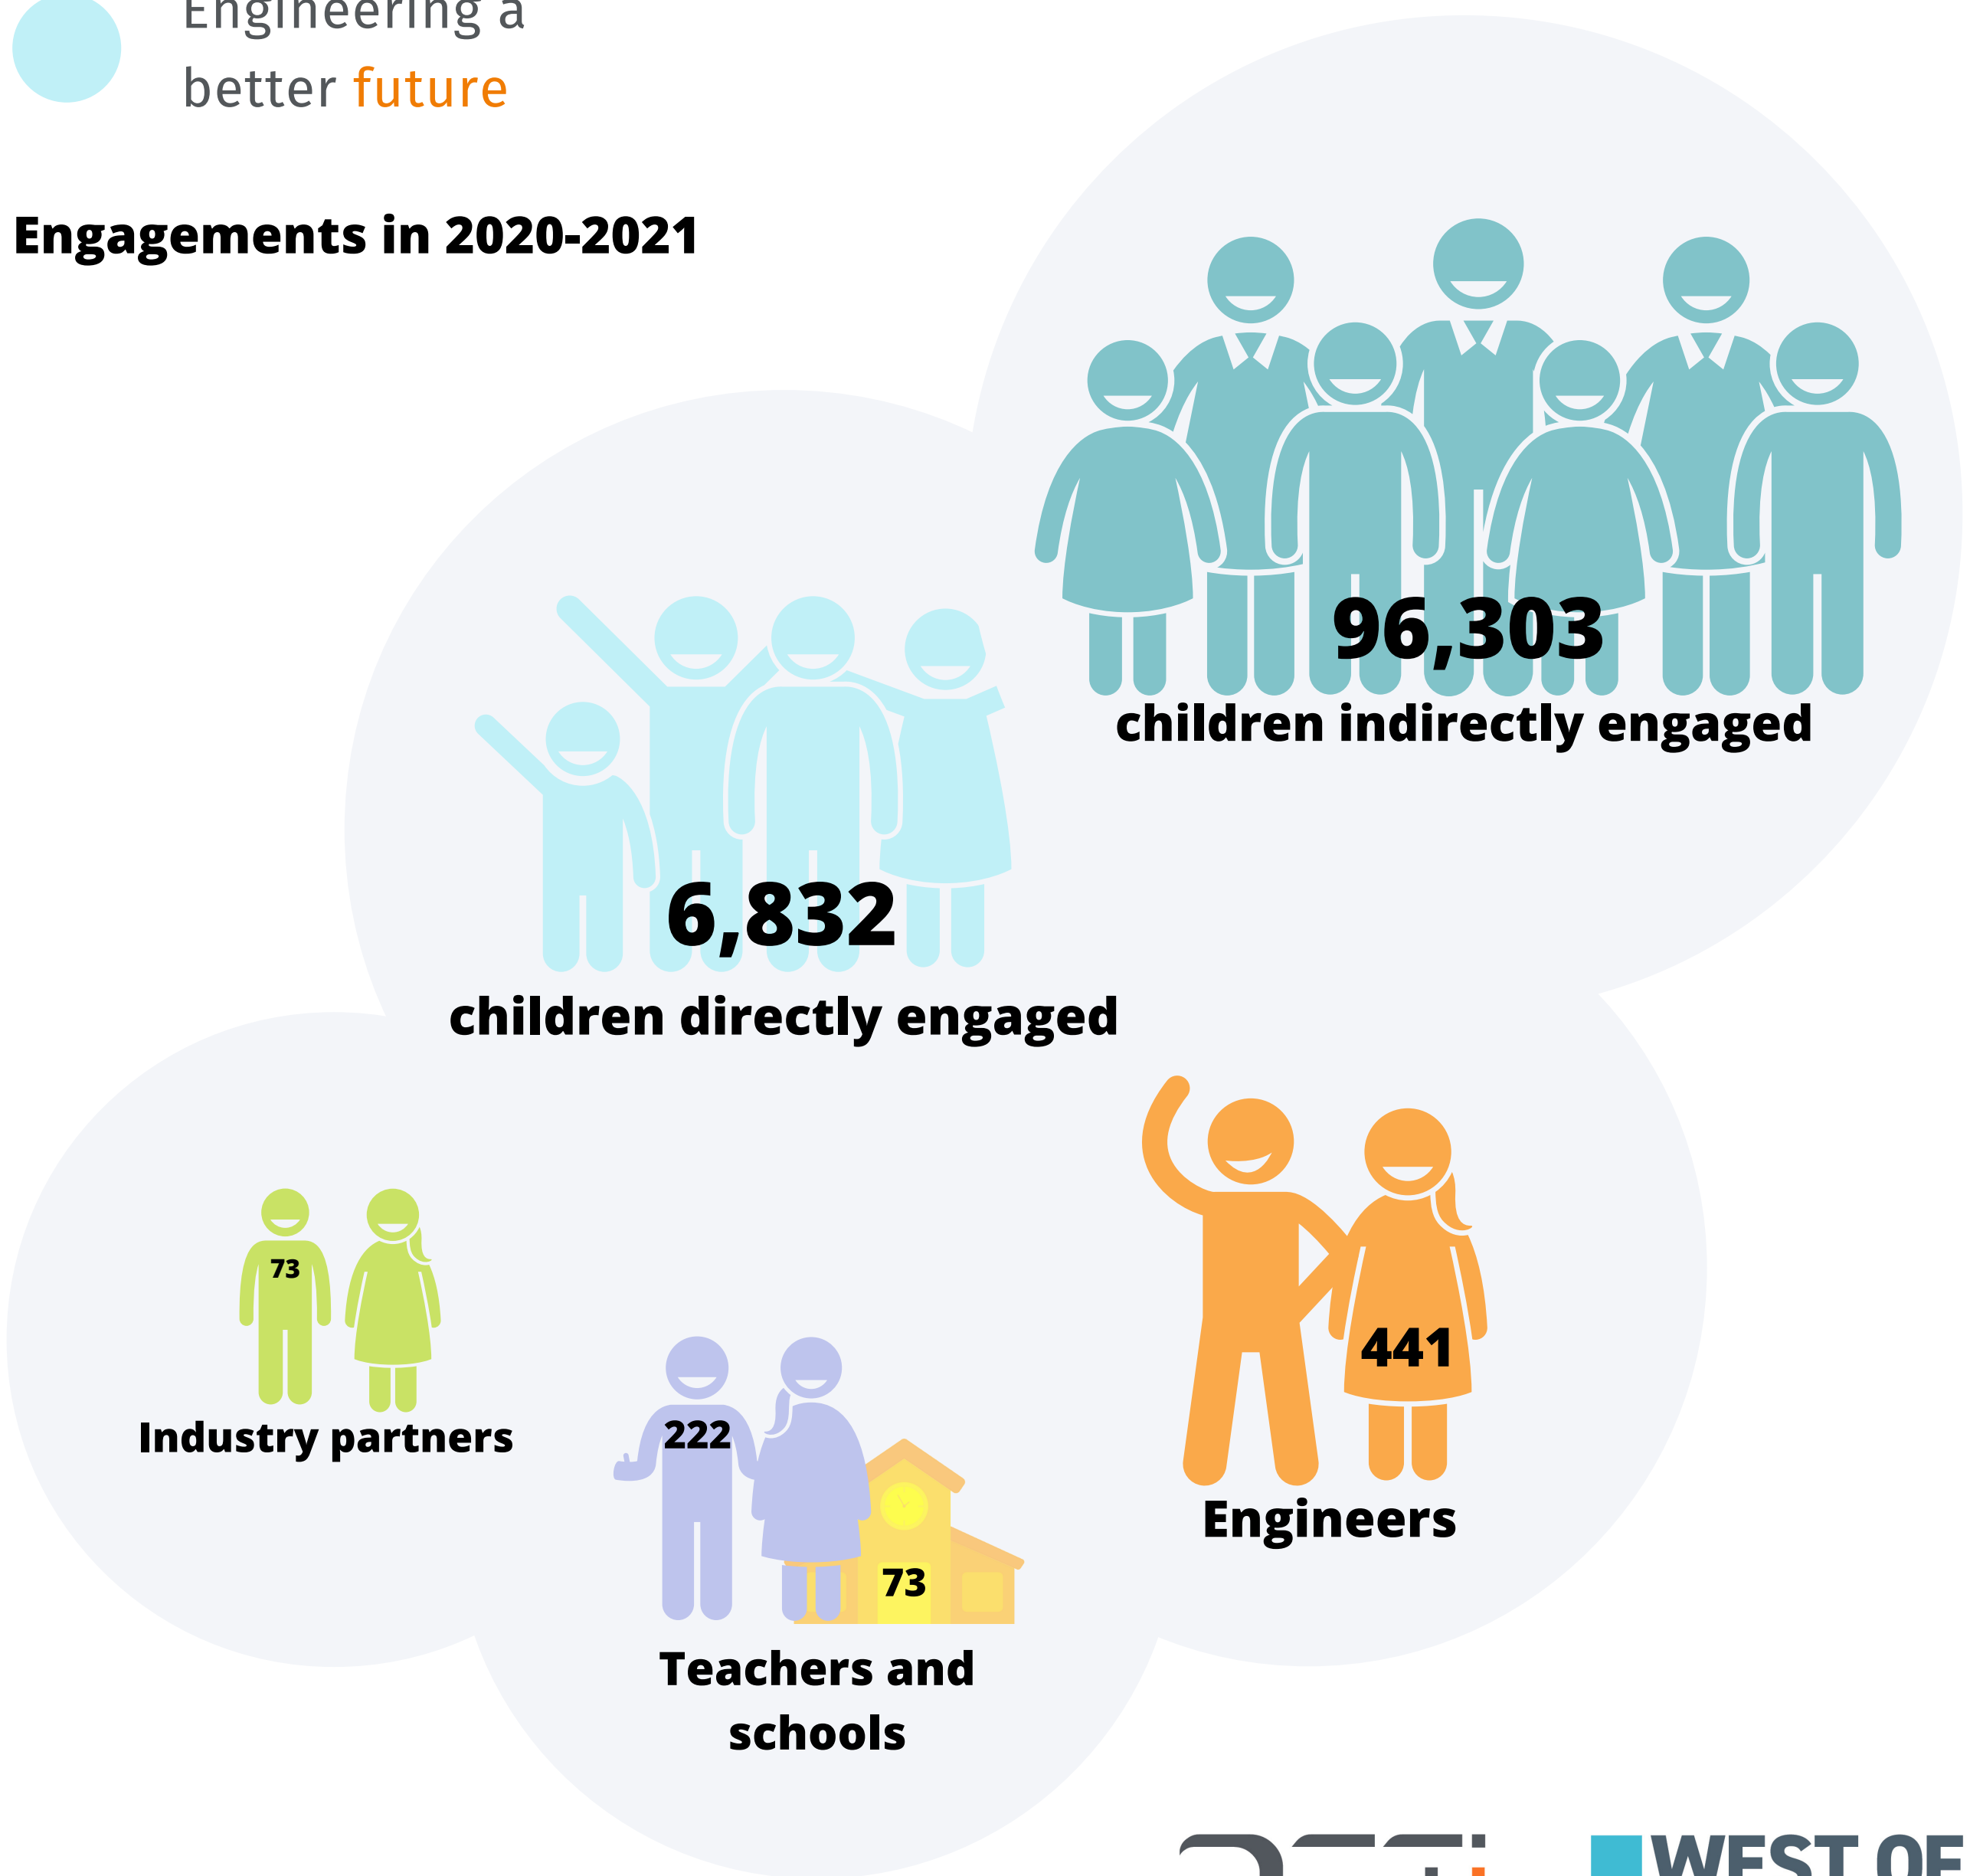 Engineering a
better future
Engagements in 2020-2021
96,303
children indirectly engaged
6,832
children directly engaged
73
Industry partners
222
73
Teachers and
schools
441
Engineers
WEST OF